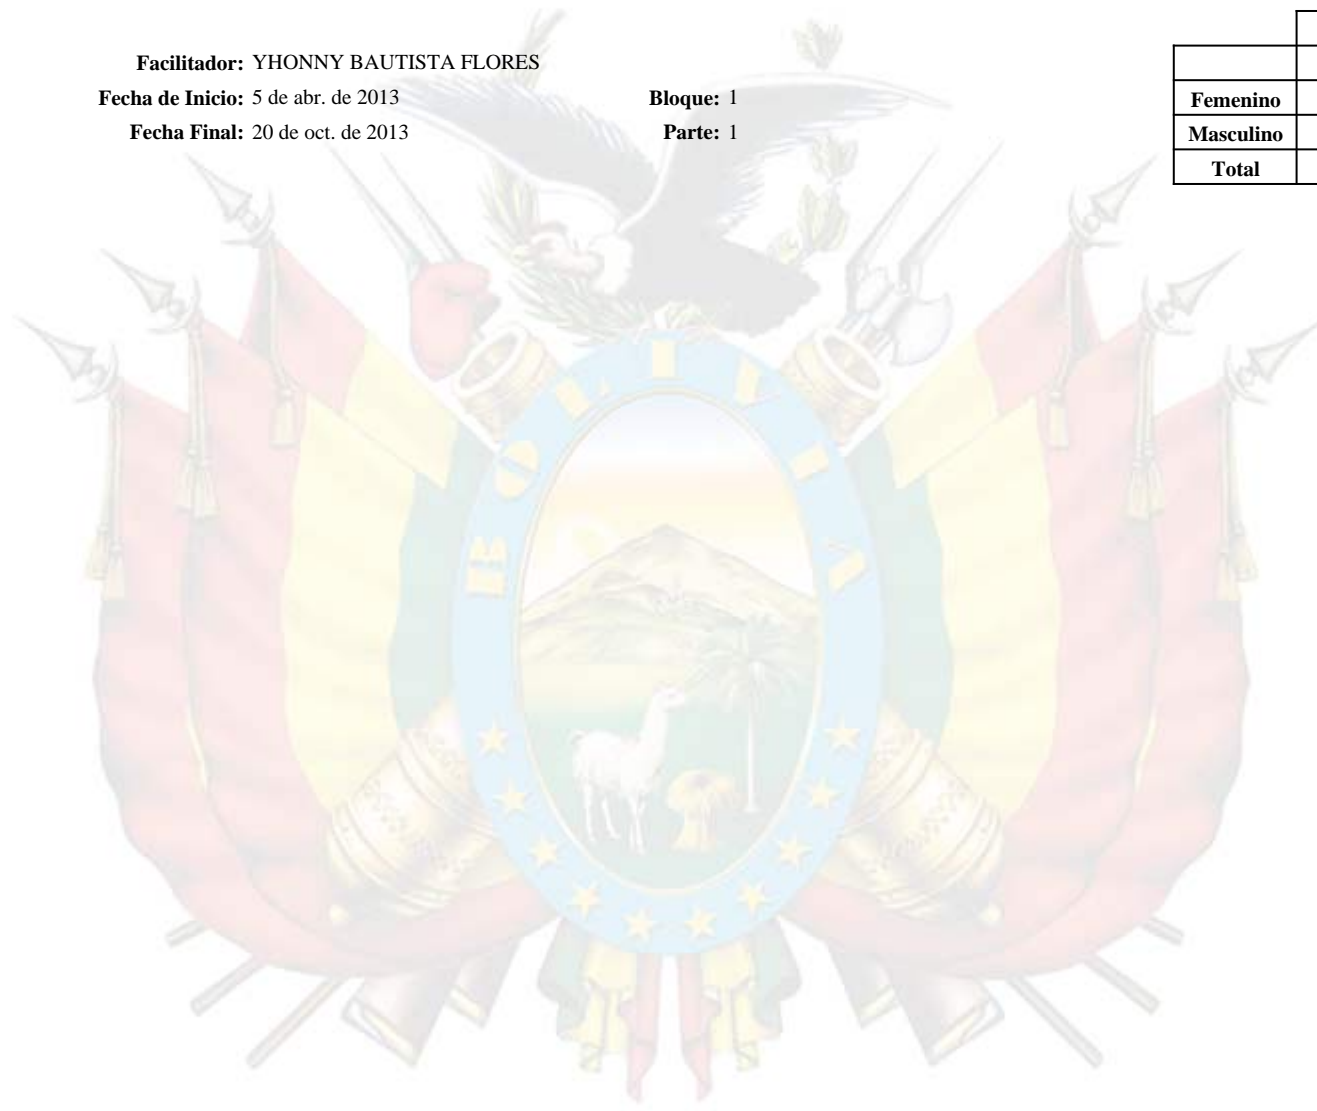 Facilitador: YHONNY BAUTISTA FLORES
Fecha de Inicio: 5 de abr. de 2013 Bloque: 1
Fecha Final: 20 de oct. de 2013 Parte: 1
Femenino
Masculino
Total
BOLIVIA